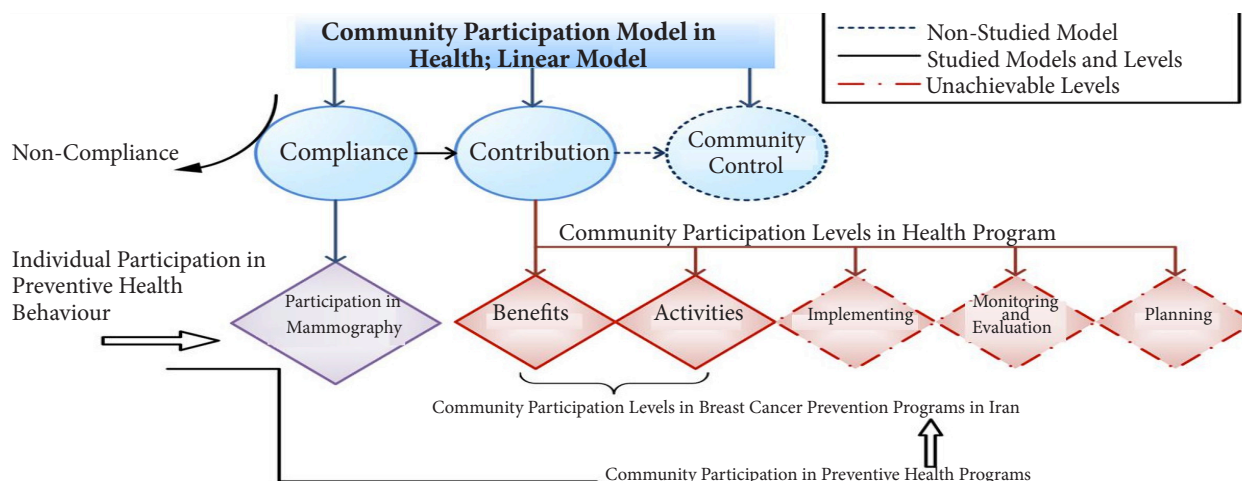 Community Participation Model in
Health; Linear Model
Non-Studied Model
Studied Models and Levels
Unachievable Levels
Non-Compliance
Compliance
Contribution
Community
Control
Community Participation Levels in Health Program
Individual Participation in
Preventive Health
Behaviour
Participation in
Mammography
Benefits
Activities
Implementing
-Monitoring
and
Evaluation
Planning
Community Participation Levels in Breast Cancer Prevention Programs in Iran
Community Participation in Preventive Health Programs